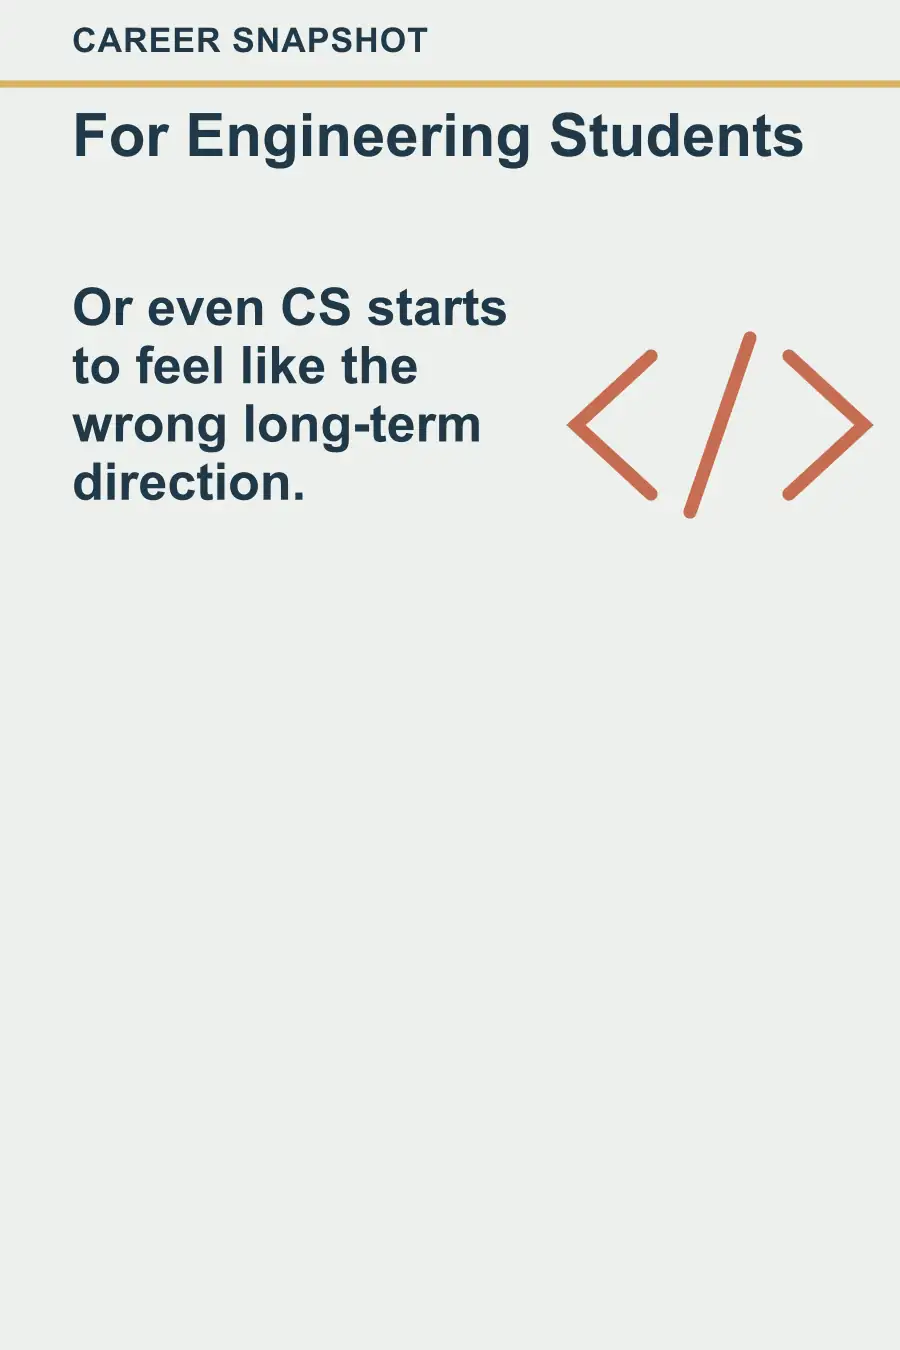 CAREER SNAPSHOT
For Engineering Students
Or even CS starts
to feel like the
wrong long-term
direction.